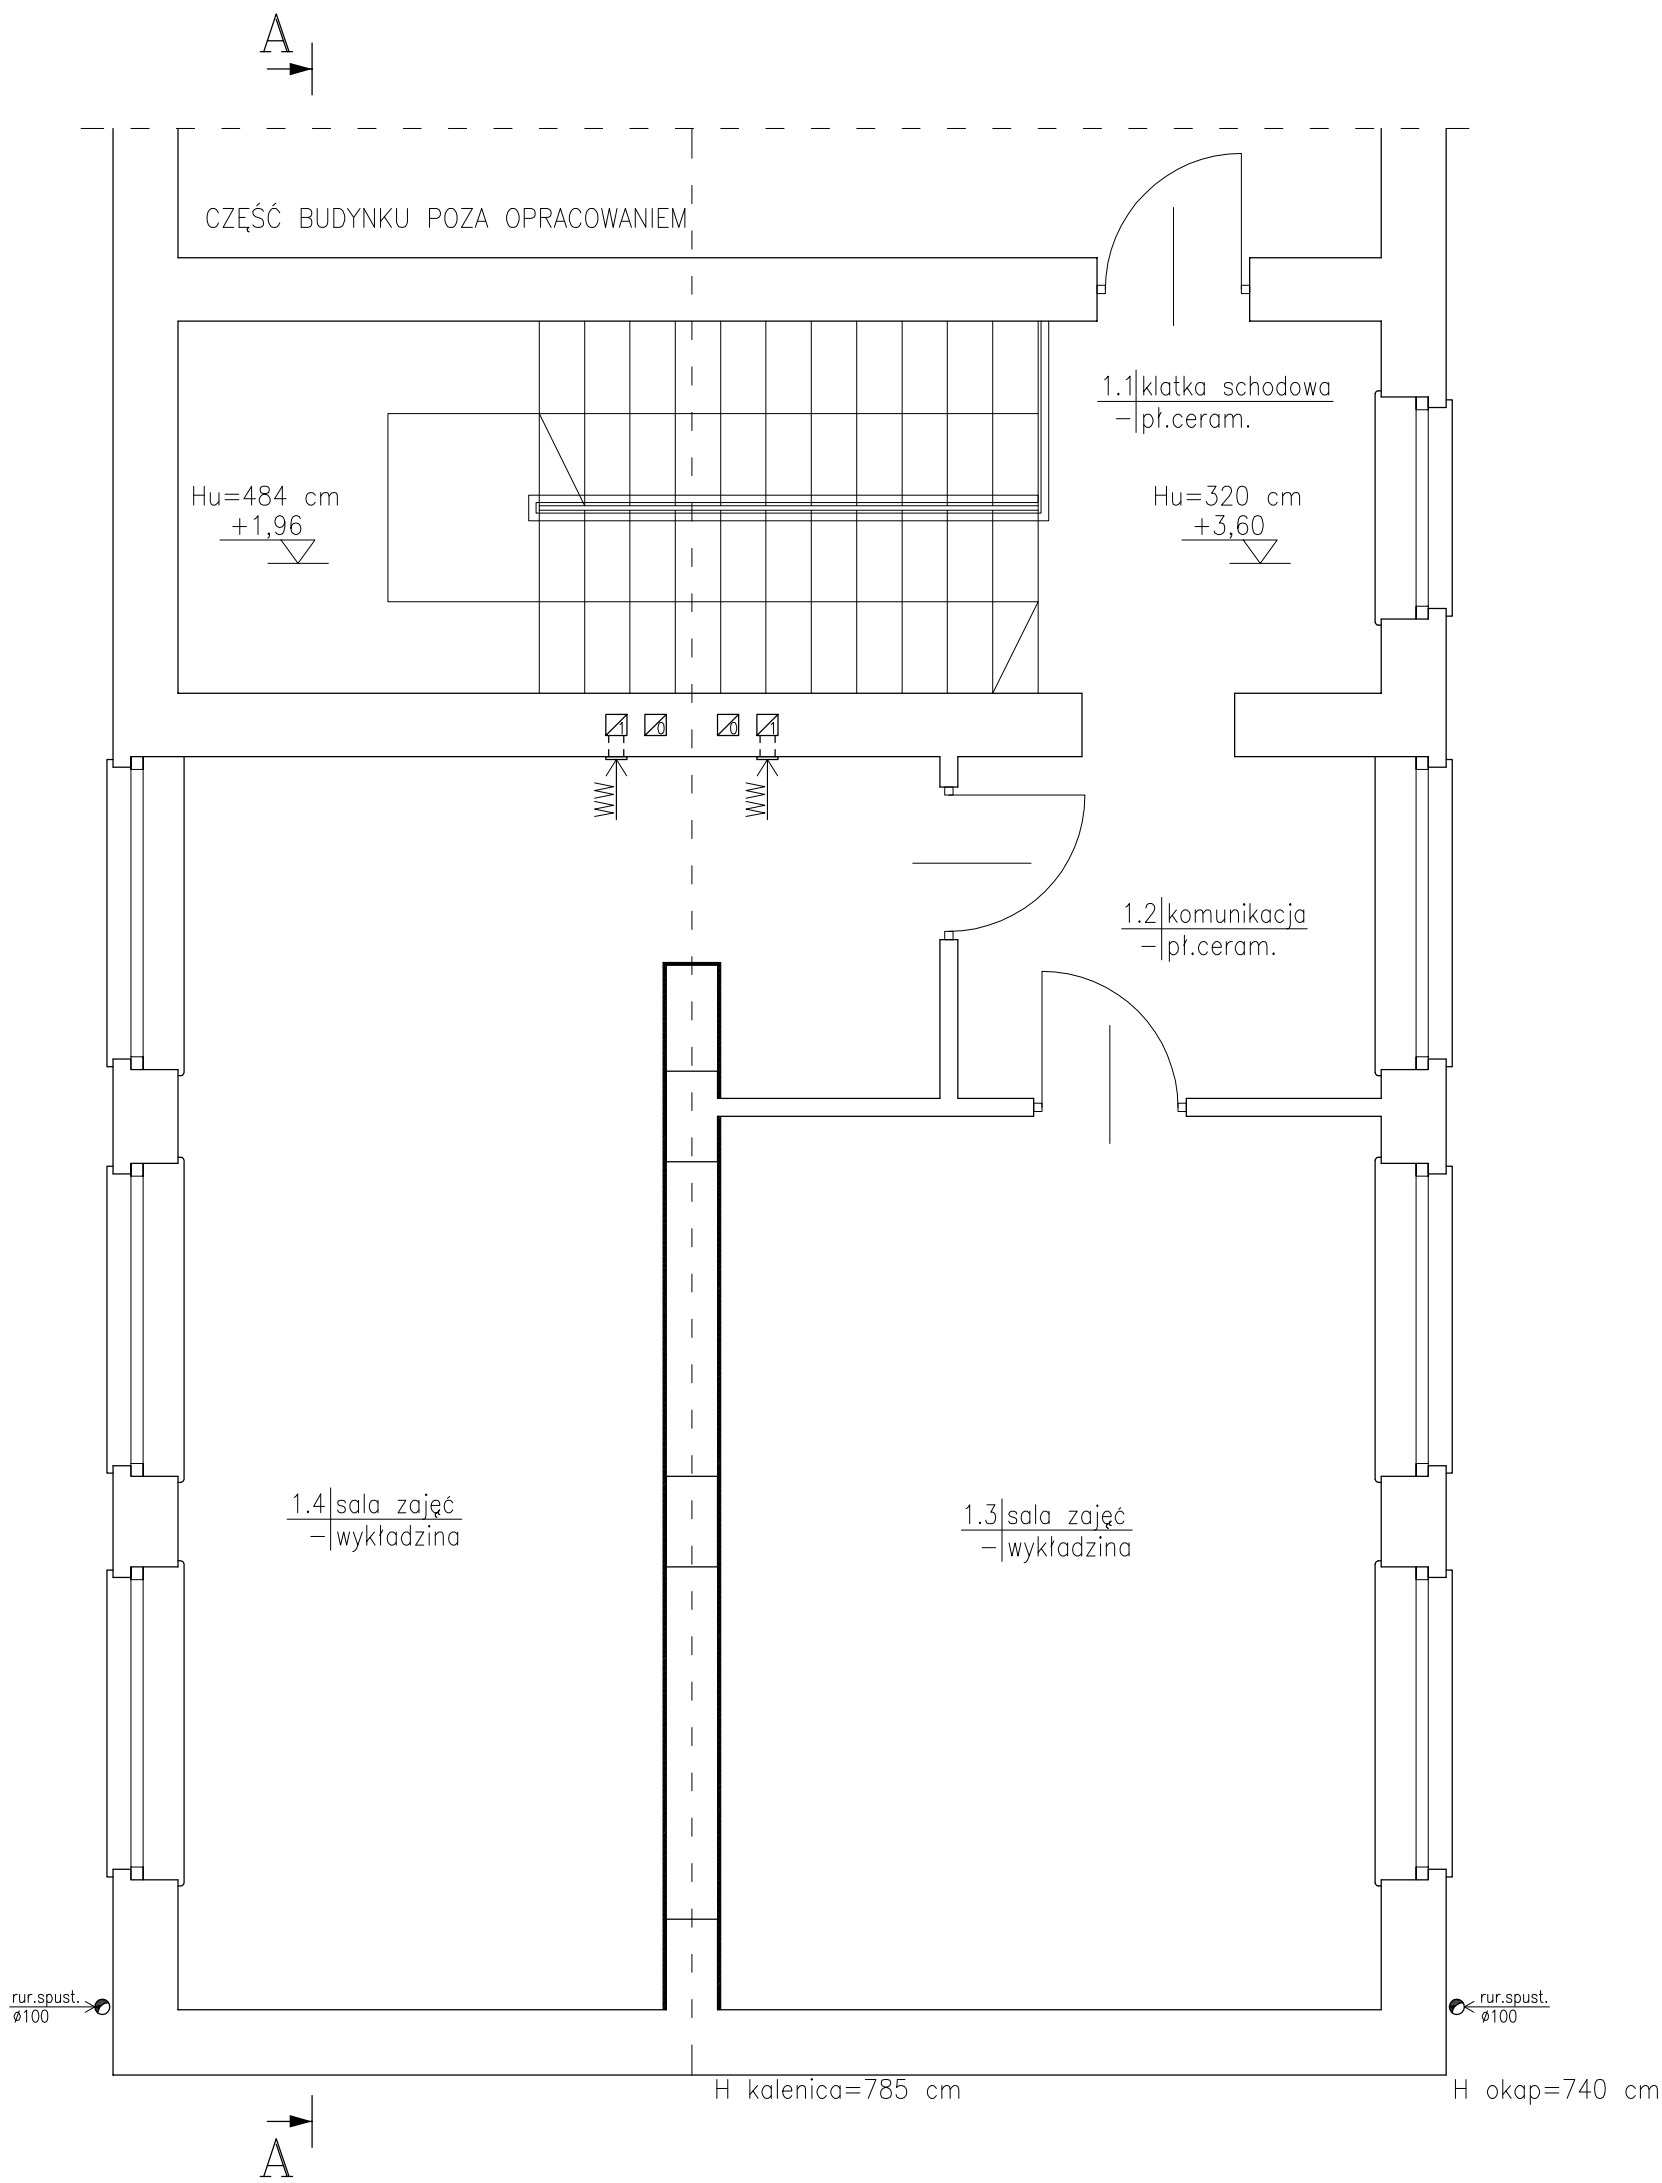 A
CZĘŚĆ BUDYNKU POZA OPRACOWANIEM
1.1 klatka schodowa
- pł.ceram.
Hu=484 cm
+1,96
Hu=320 cm
+3,60
1 0 0 1
WW WW
1.2 komunikacja
- pł.ceram.
1.4 sala zajęć
- wykładzina
1.3 sala zajęć
- wykładzina
rur.spust.
ø100
rur.spust.
ø100
H kalenica=785 cm
H okap=740 cm
A